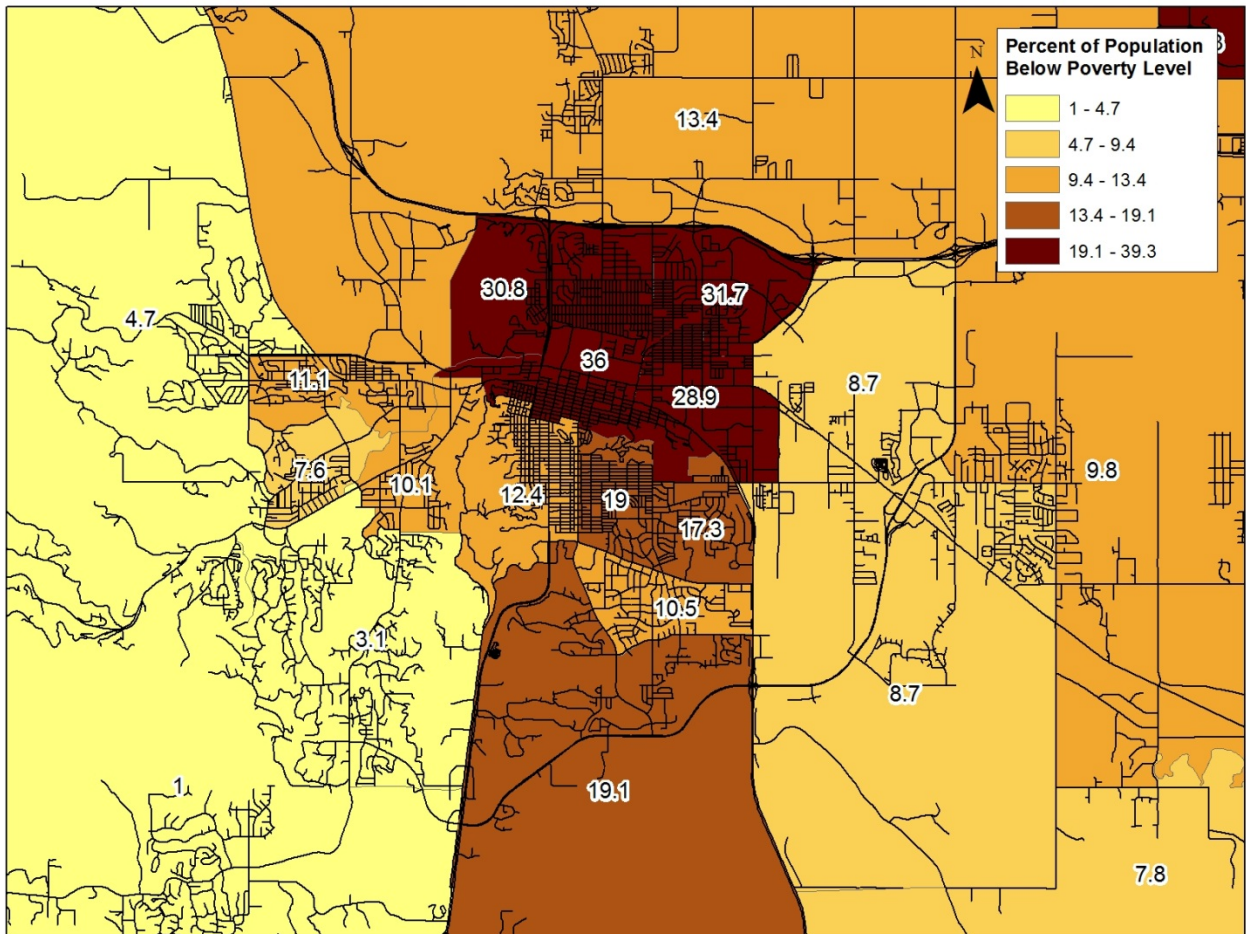 Percent of Population
Below Poverty Level
N
1 - 4.7
4.7 - 9.4
9.4 - 13.4
13.4 - 19.1
19.1 - 39.3
13.4
30.8
31.7
4.7
36
11.1
8.7
28.9
7.6
10.1
12.4
19
9.8
17.3
10.5
3.1
8.7
1
19.1
7.8